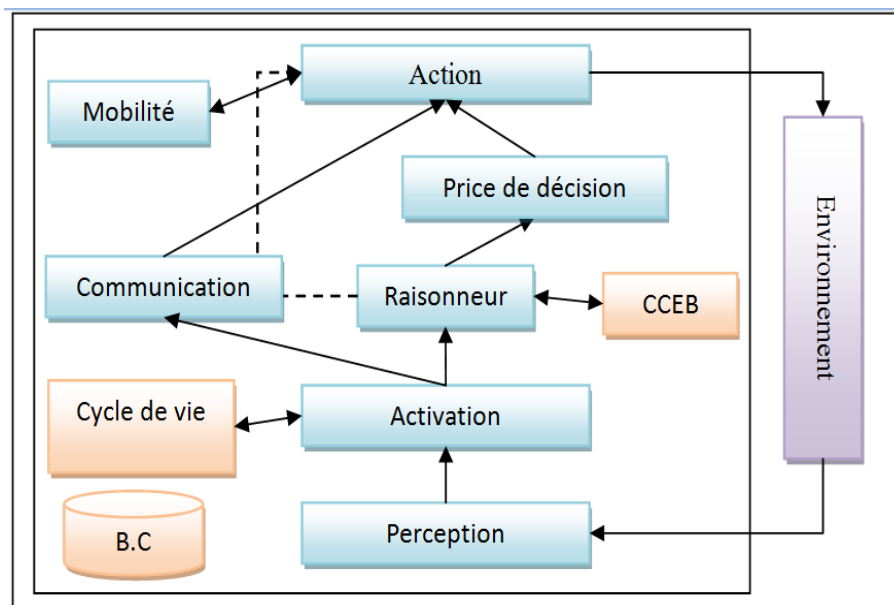 Action
Mobilité
Price de décision
Environnement
Communication
Raisonneur
CCEB
Cycle de vie
Activation
B.C
Perception